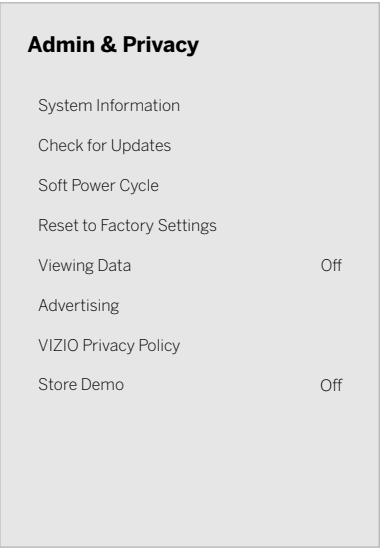 Admin & Privacy
System Information
Check for Updates
Soft Power Cycle
Reset to Factory Settings
Viewing Data Off
Advertising
VIZIO Privacy Policy
Store Demo Off